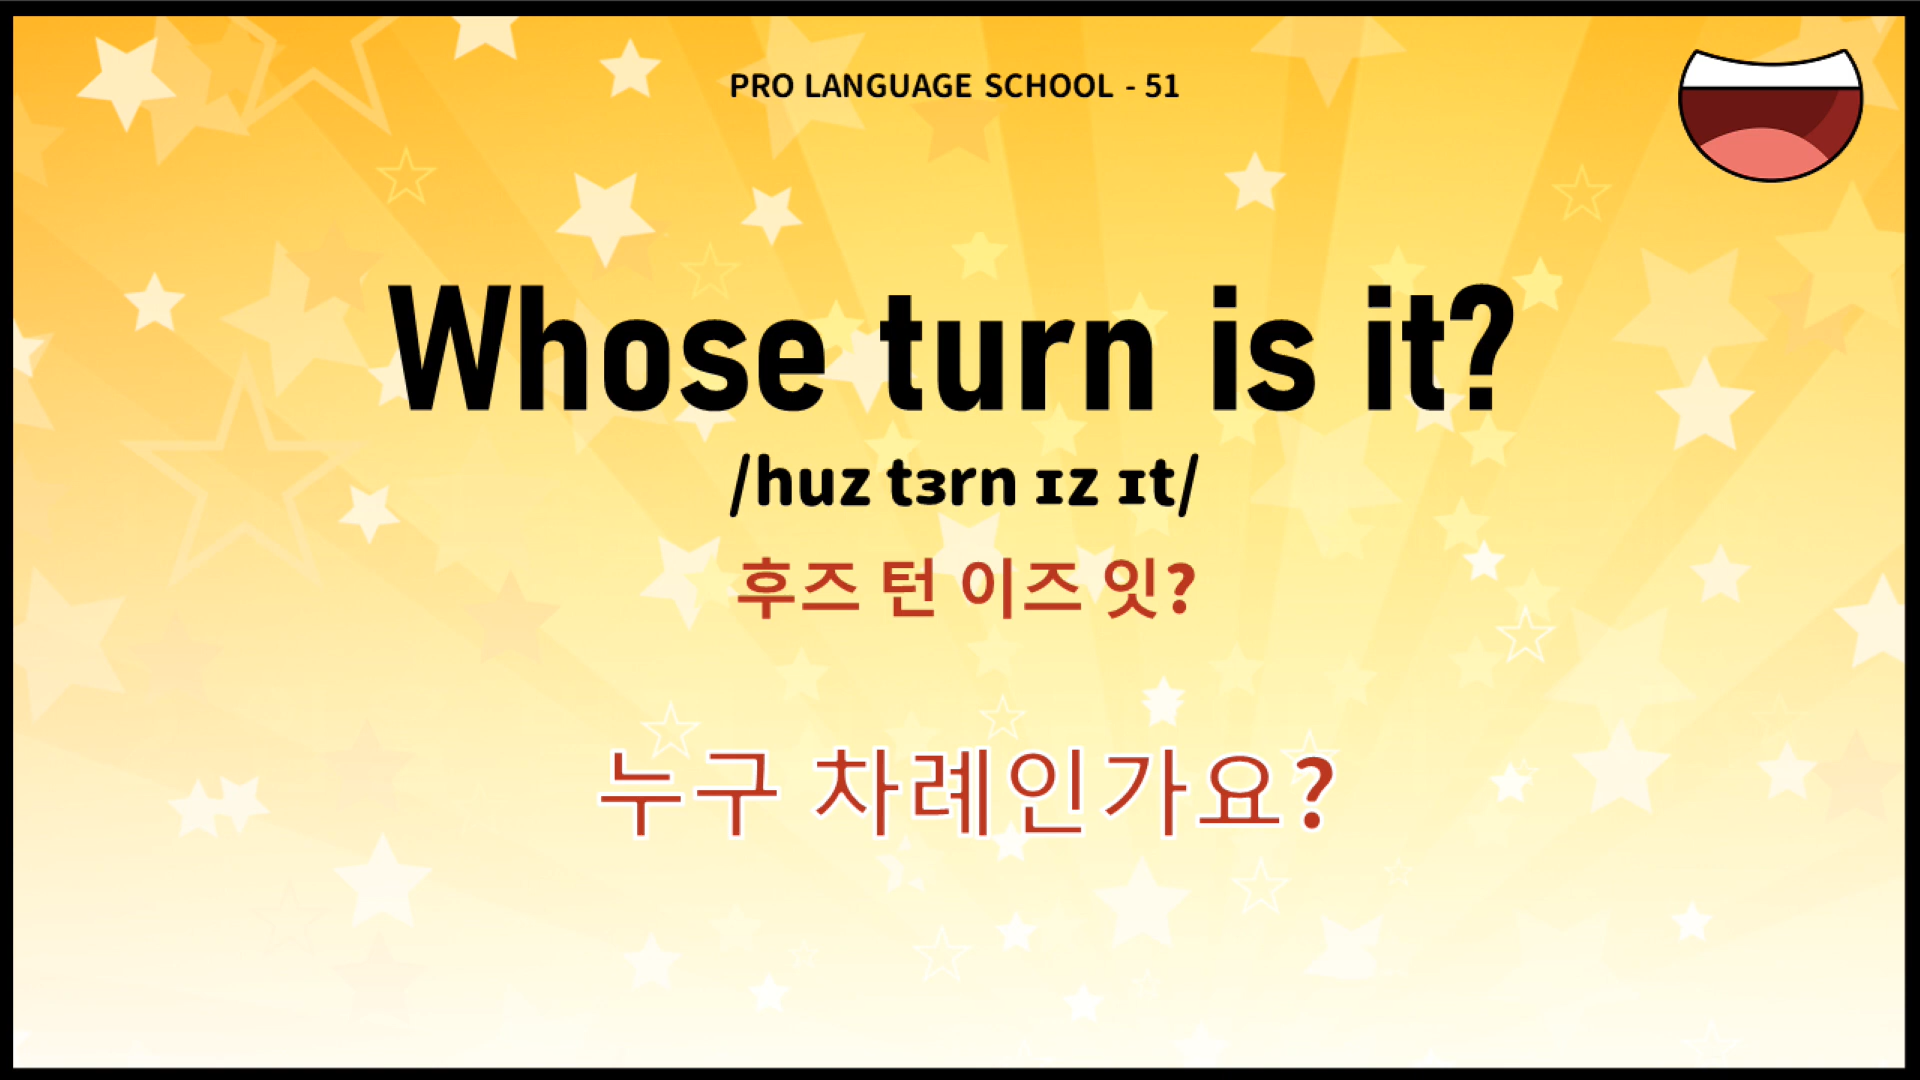 PRO LANGUAGE SCHOOL - 51
Whose turn is it?
/huz tɜrn ɪz ɪt/
후즈 턴 이즈 잇?
누구 차례인가요?